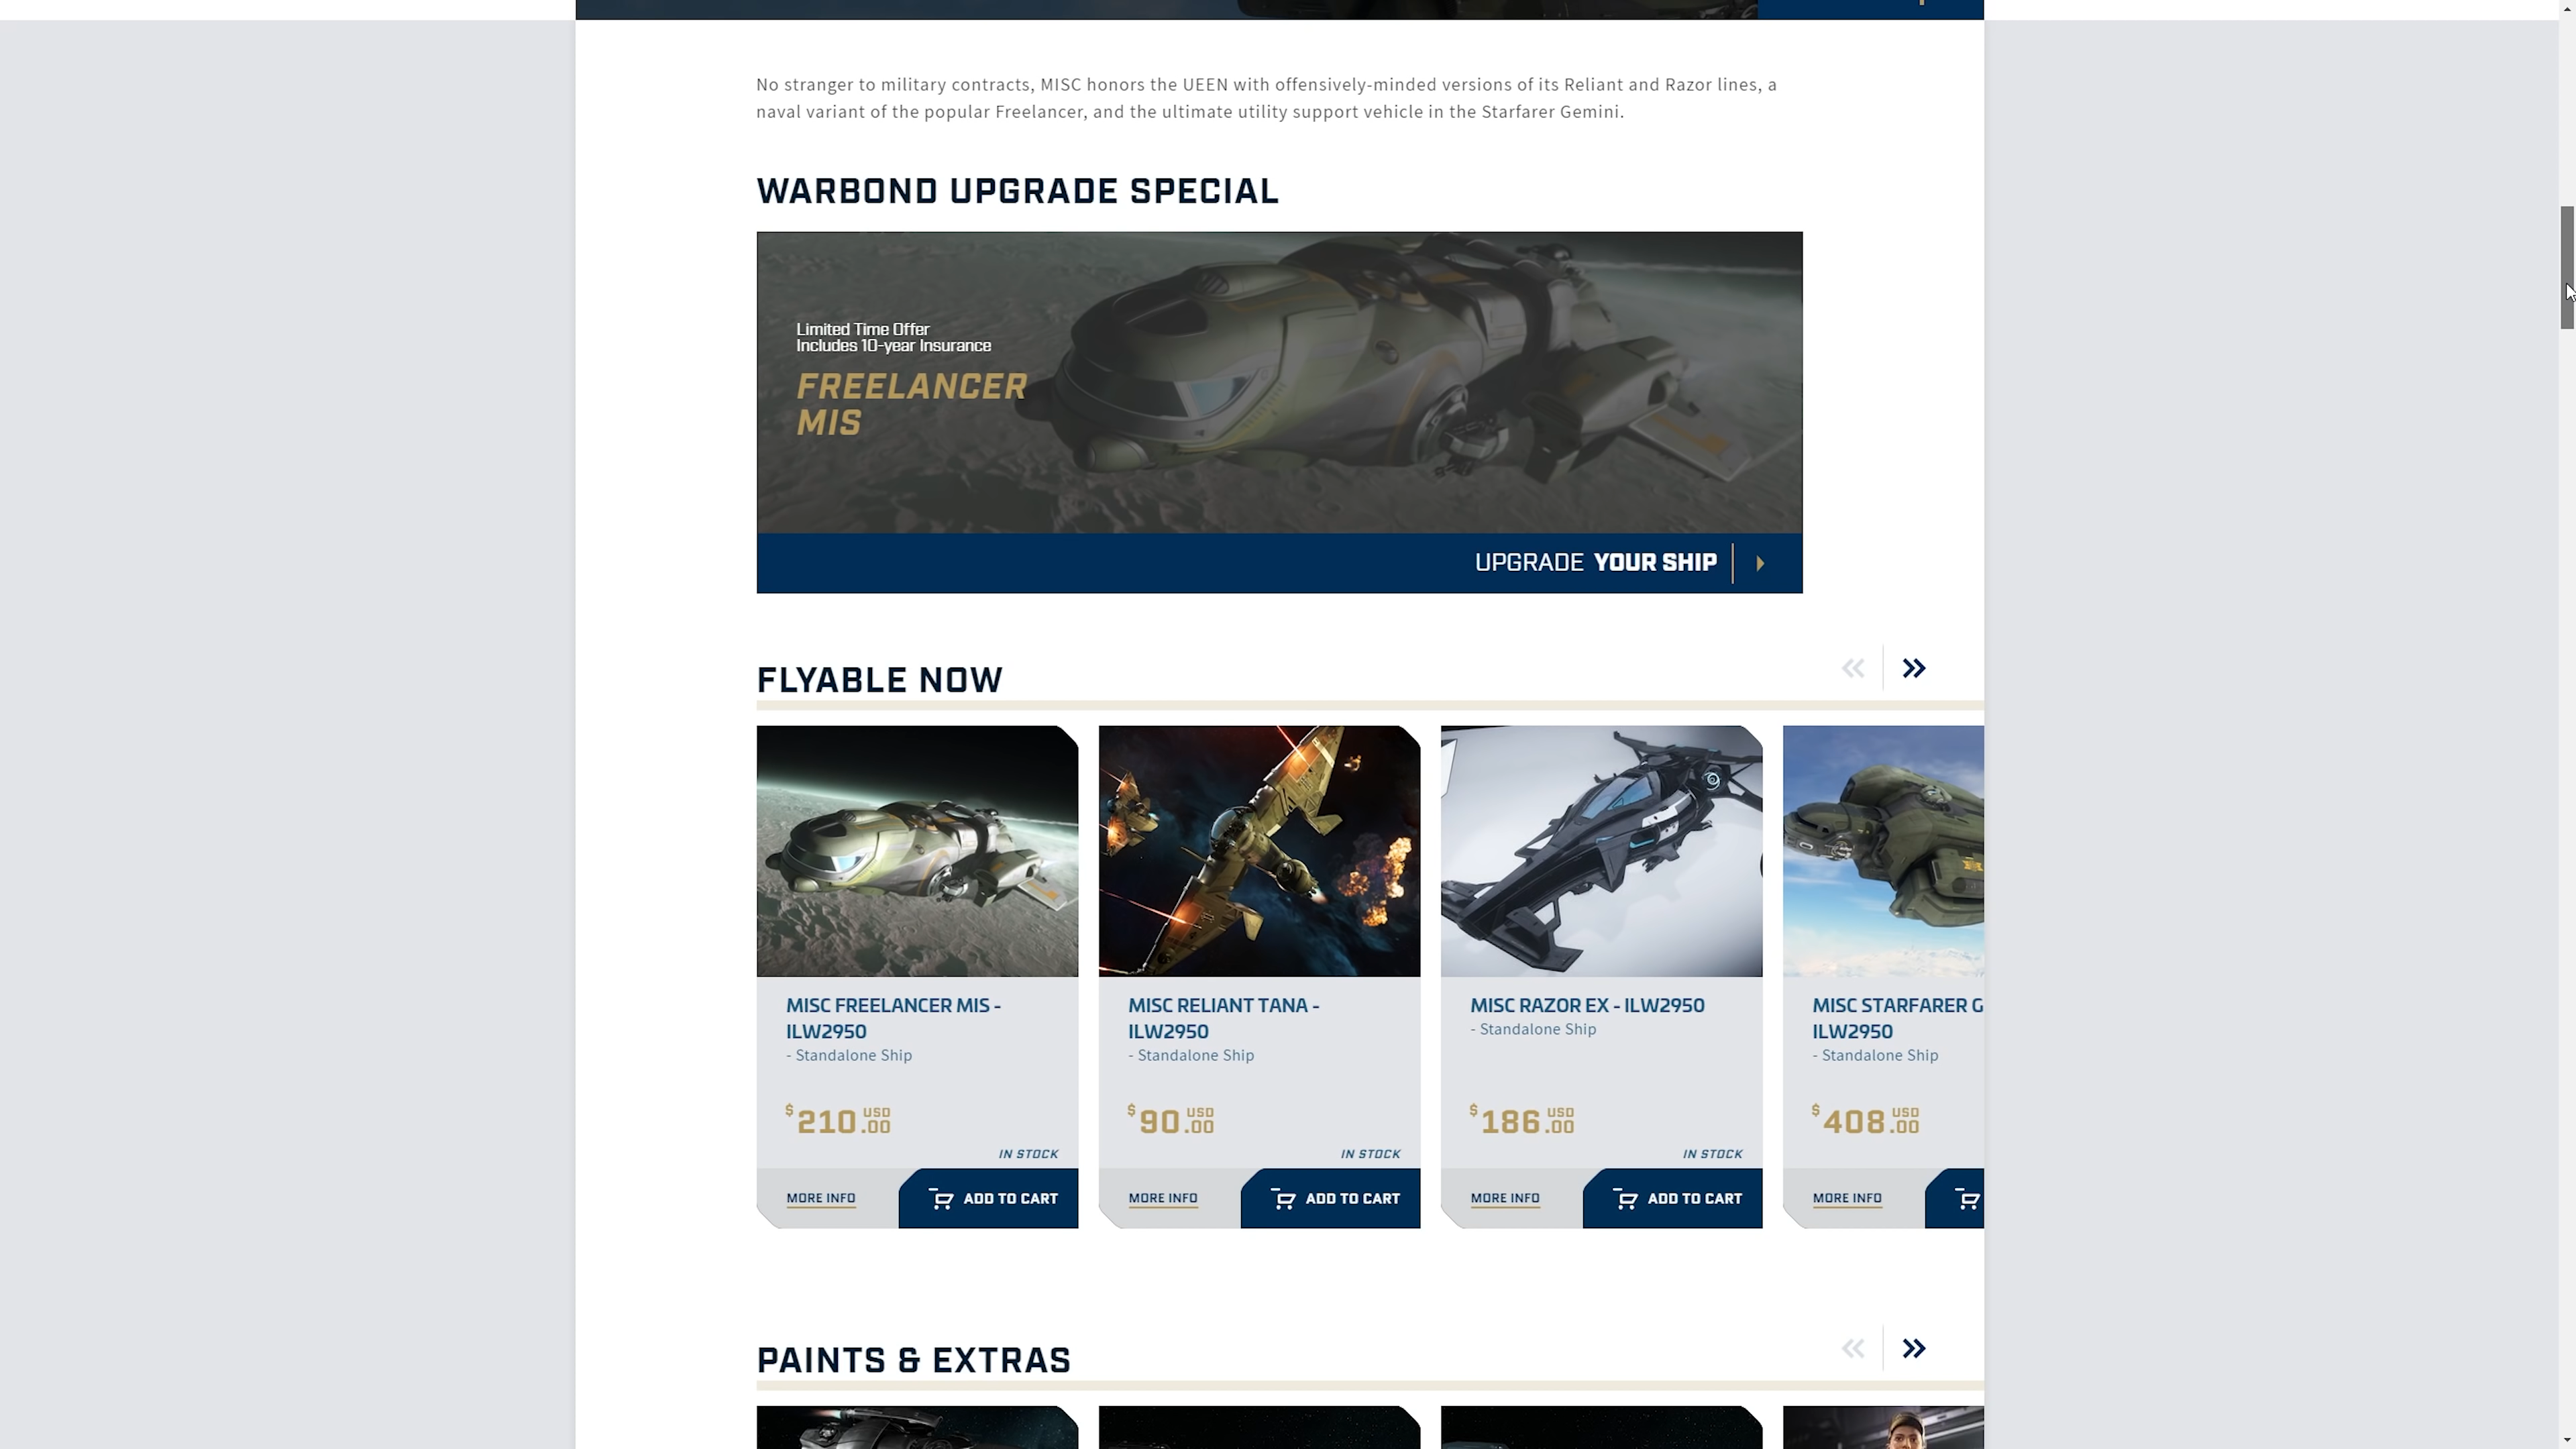 No stranger to military contracts, MISC honors the UEEN with offensively-minded versions of its Reliant and Razor lines, a
naval variant of the popular Freelancer, and the ultimate utility support vehicle in the Starfarer Gemini.
WARBOND UPGRADE SPECIAL
Limited Time Offer
Includes 10-year Insurance
FREELANCER
MIS
UPGRADE YOUR SHIP
FLYABLE NOW
MISC FREELANCER MIS -
ILW2950
- Standalone Ship
$210.00 USD
IN STOCK
MORE INFO
ADD TO CART
MISC RELIANT TANA -
ILW2950
- Standalone Ship
$90.00 USD
IN STOCK
MORE INFO
ADD TO CART
MISC RAZOR EX - ILW2950
- Standalone Ship
$186.00 USD
IN STOCK
MORE INFO
ADD TO CART
MISC STARFARER G
ILW2950
- Standalone Ship
$408.00 USD
MORE INFO
PAINTS & EXTRAS